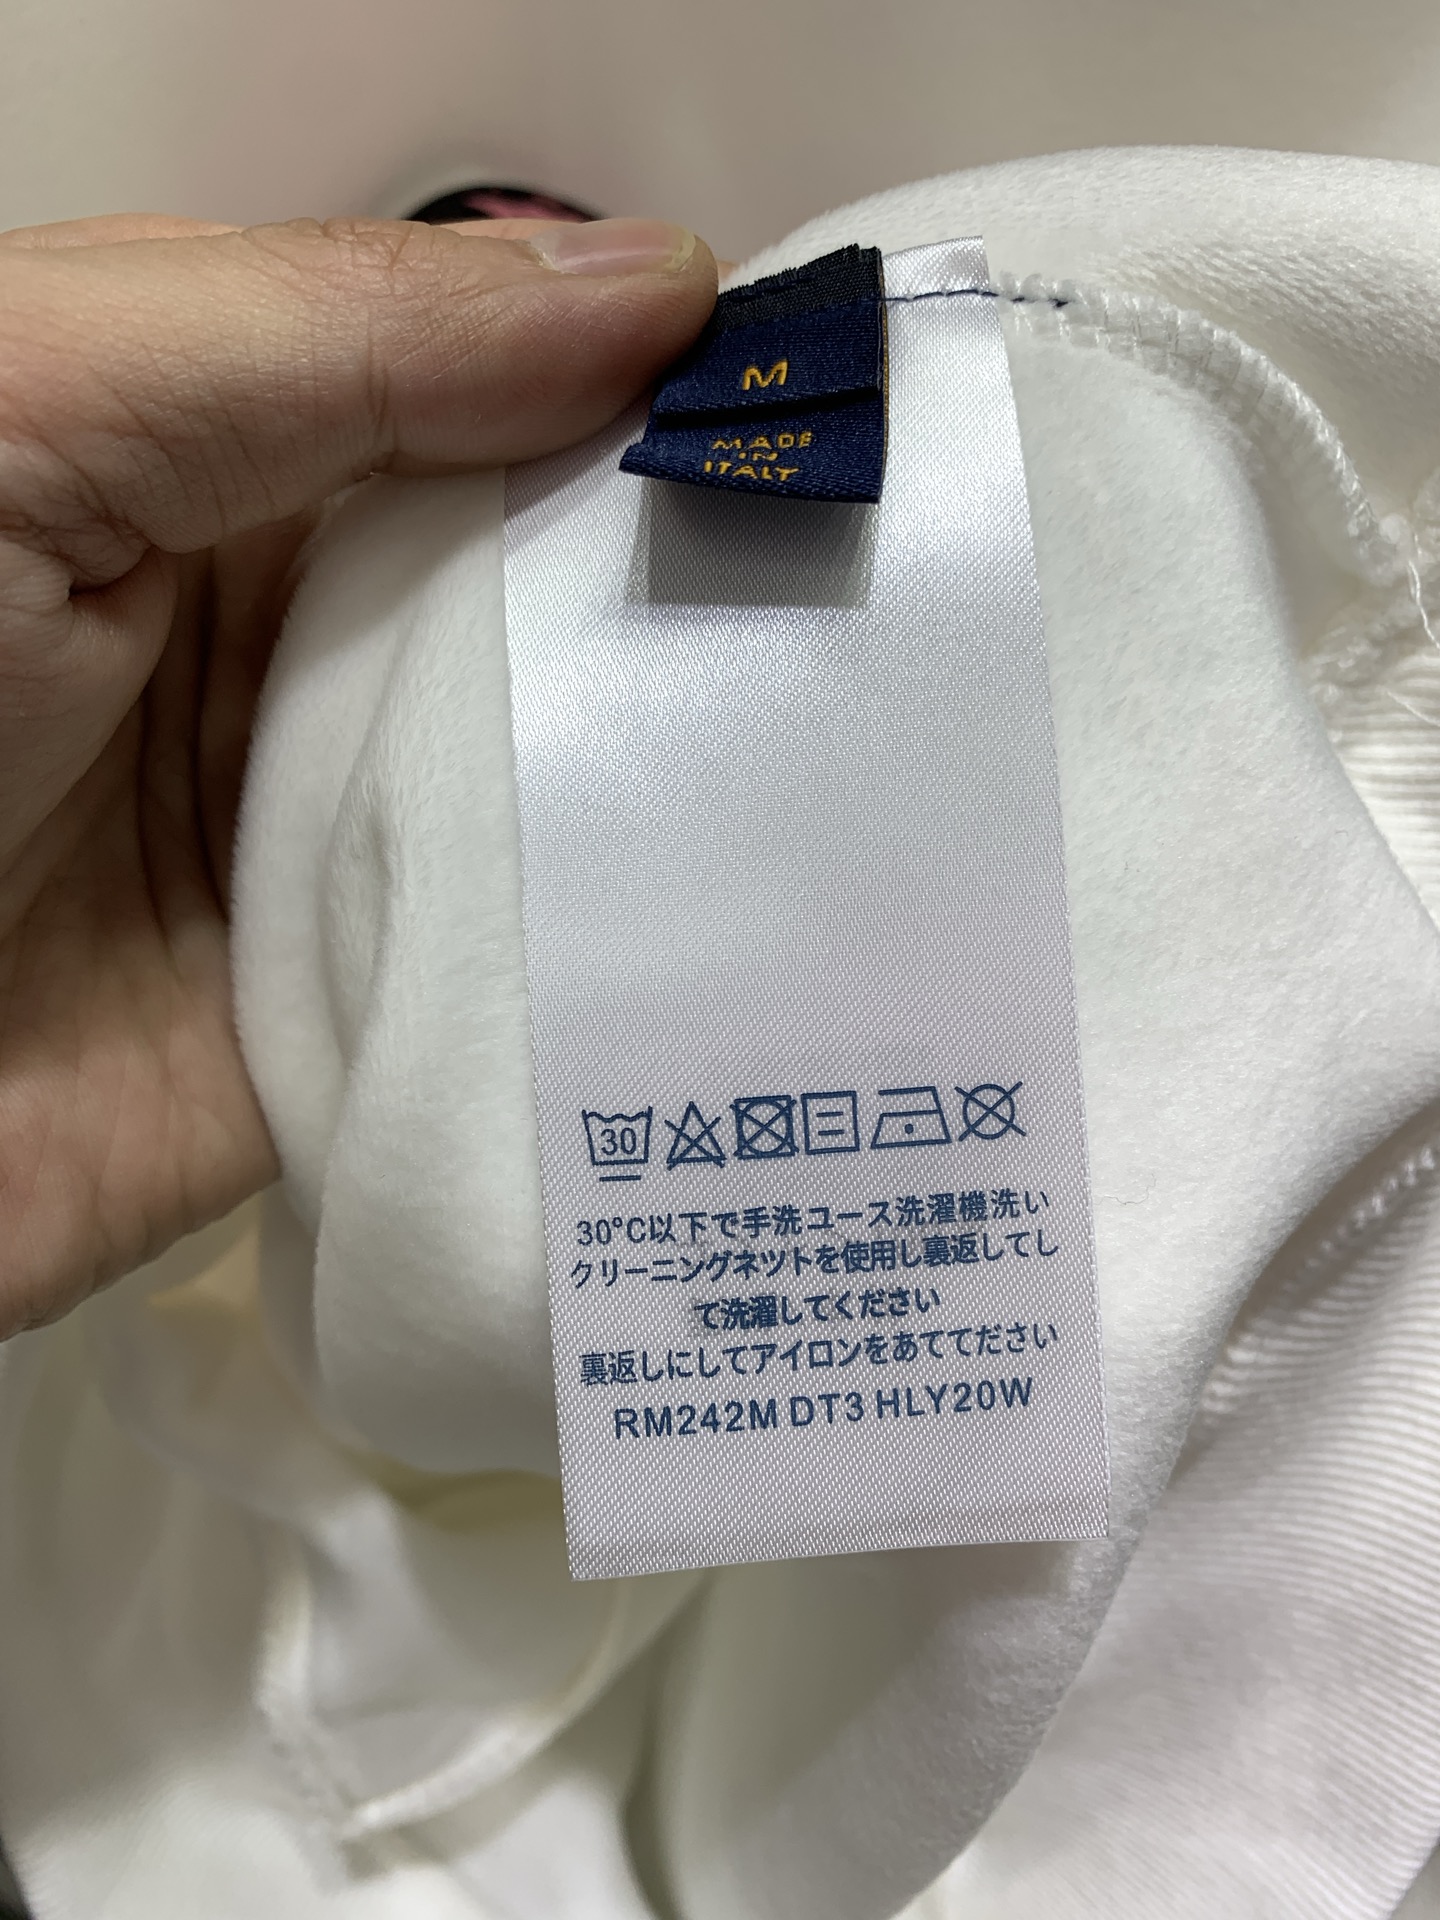 M
MADE
IN
ITALY
30
30°C以下で手洗ユース洗濯機洗い
クリーニングネツトを使用し裏返してし
て洗濯してください
裏返しにしてアイロンをあててださい
RM242M DT3 HLY20W